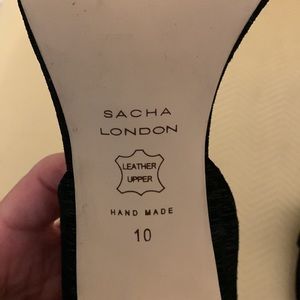 SACHA
LONDON
LEATHER
UPPER
HAND MADE
10